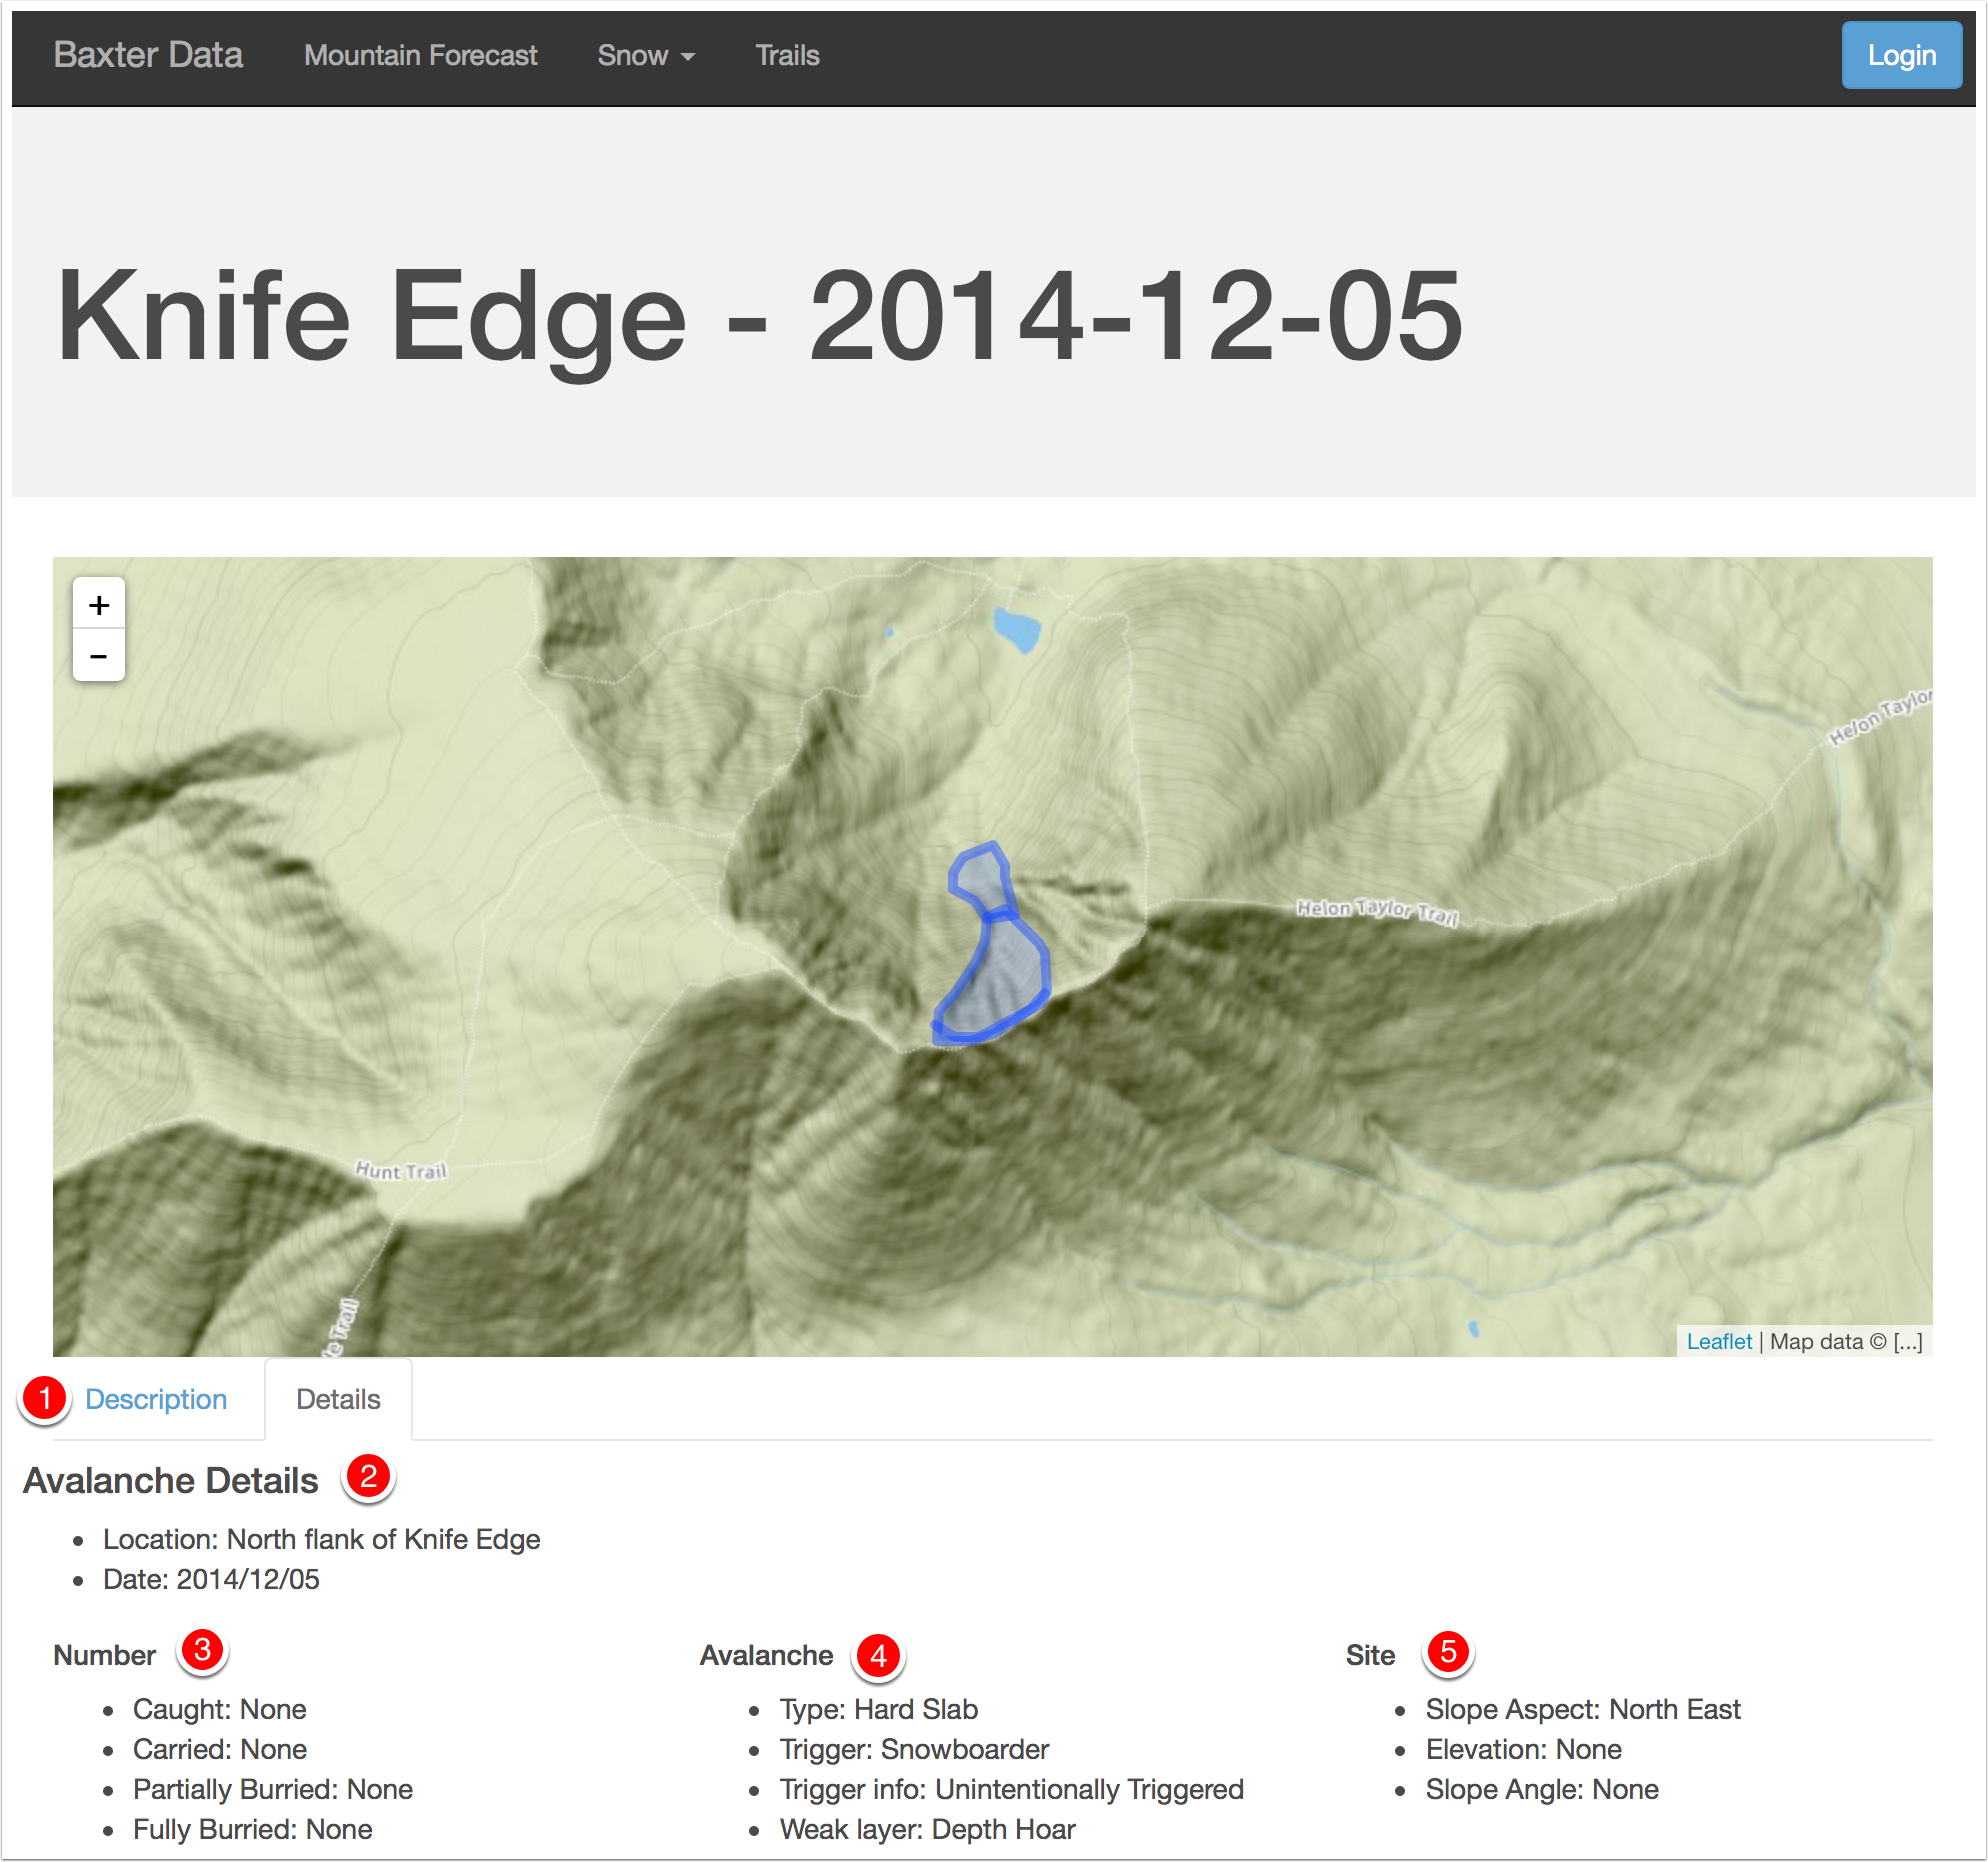 Baxter Data Mountain Forecast Snow Trails Login
Knife Edge - 2014-12-05
+
−
Helon Taylor
Helon Taylor Trail
Hunt Trail
Trail
Leaflet | Map data © [...]
1 Description Details
Avalanche Details 2
• Location: North flank of Knife Edge
• Date: 2014/12/05
Number 3
• Caught: None
• Carried: None
• Partially Burried: None
• Fully Burried: None
Avalanche 4
• Type: Hard Slab
• Trigger: Snowboarder
• Trigger info: Unintentionally Triggered
• Weak layer: Depth Hoar
Site 5
• Slope Aspect: North East
• Elevation: None
• Slope Angle: None